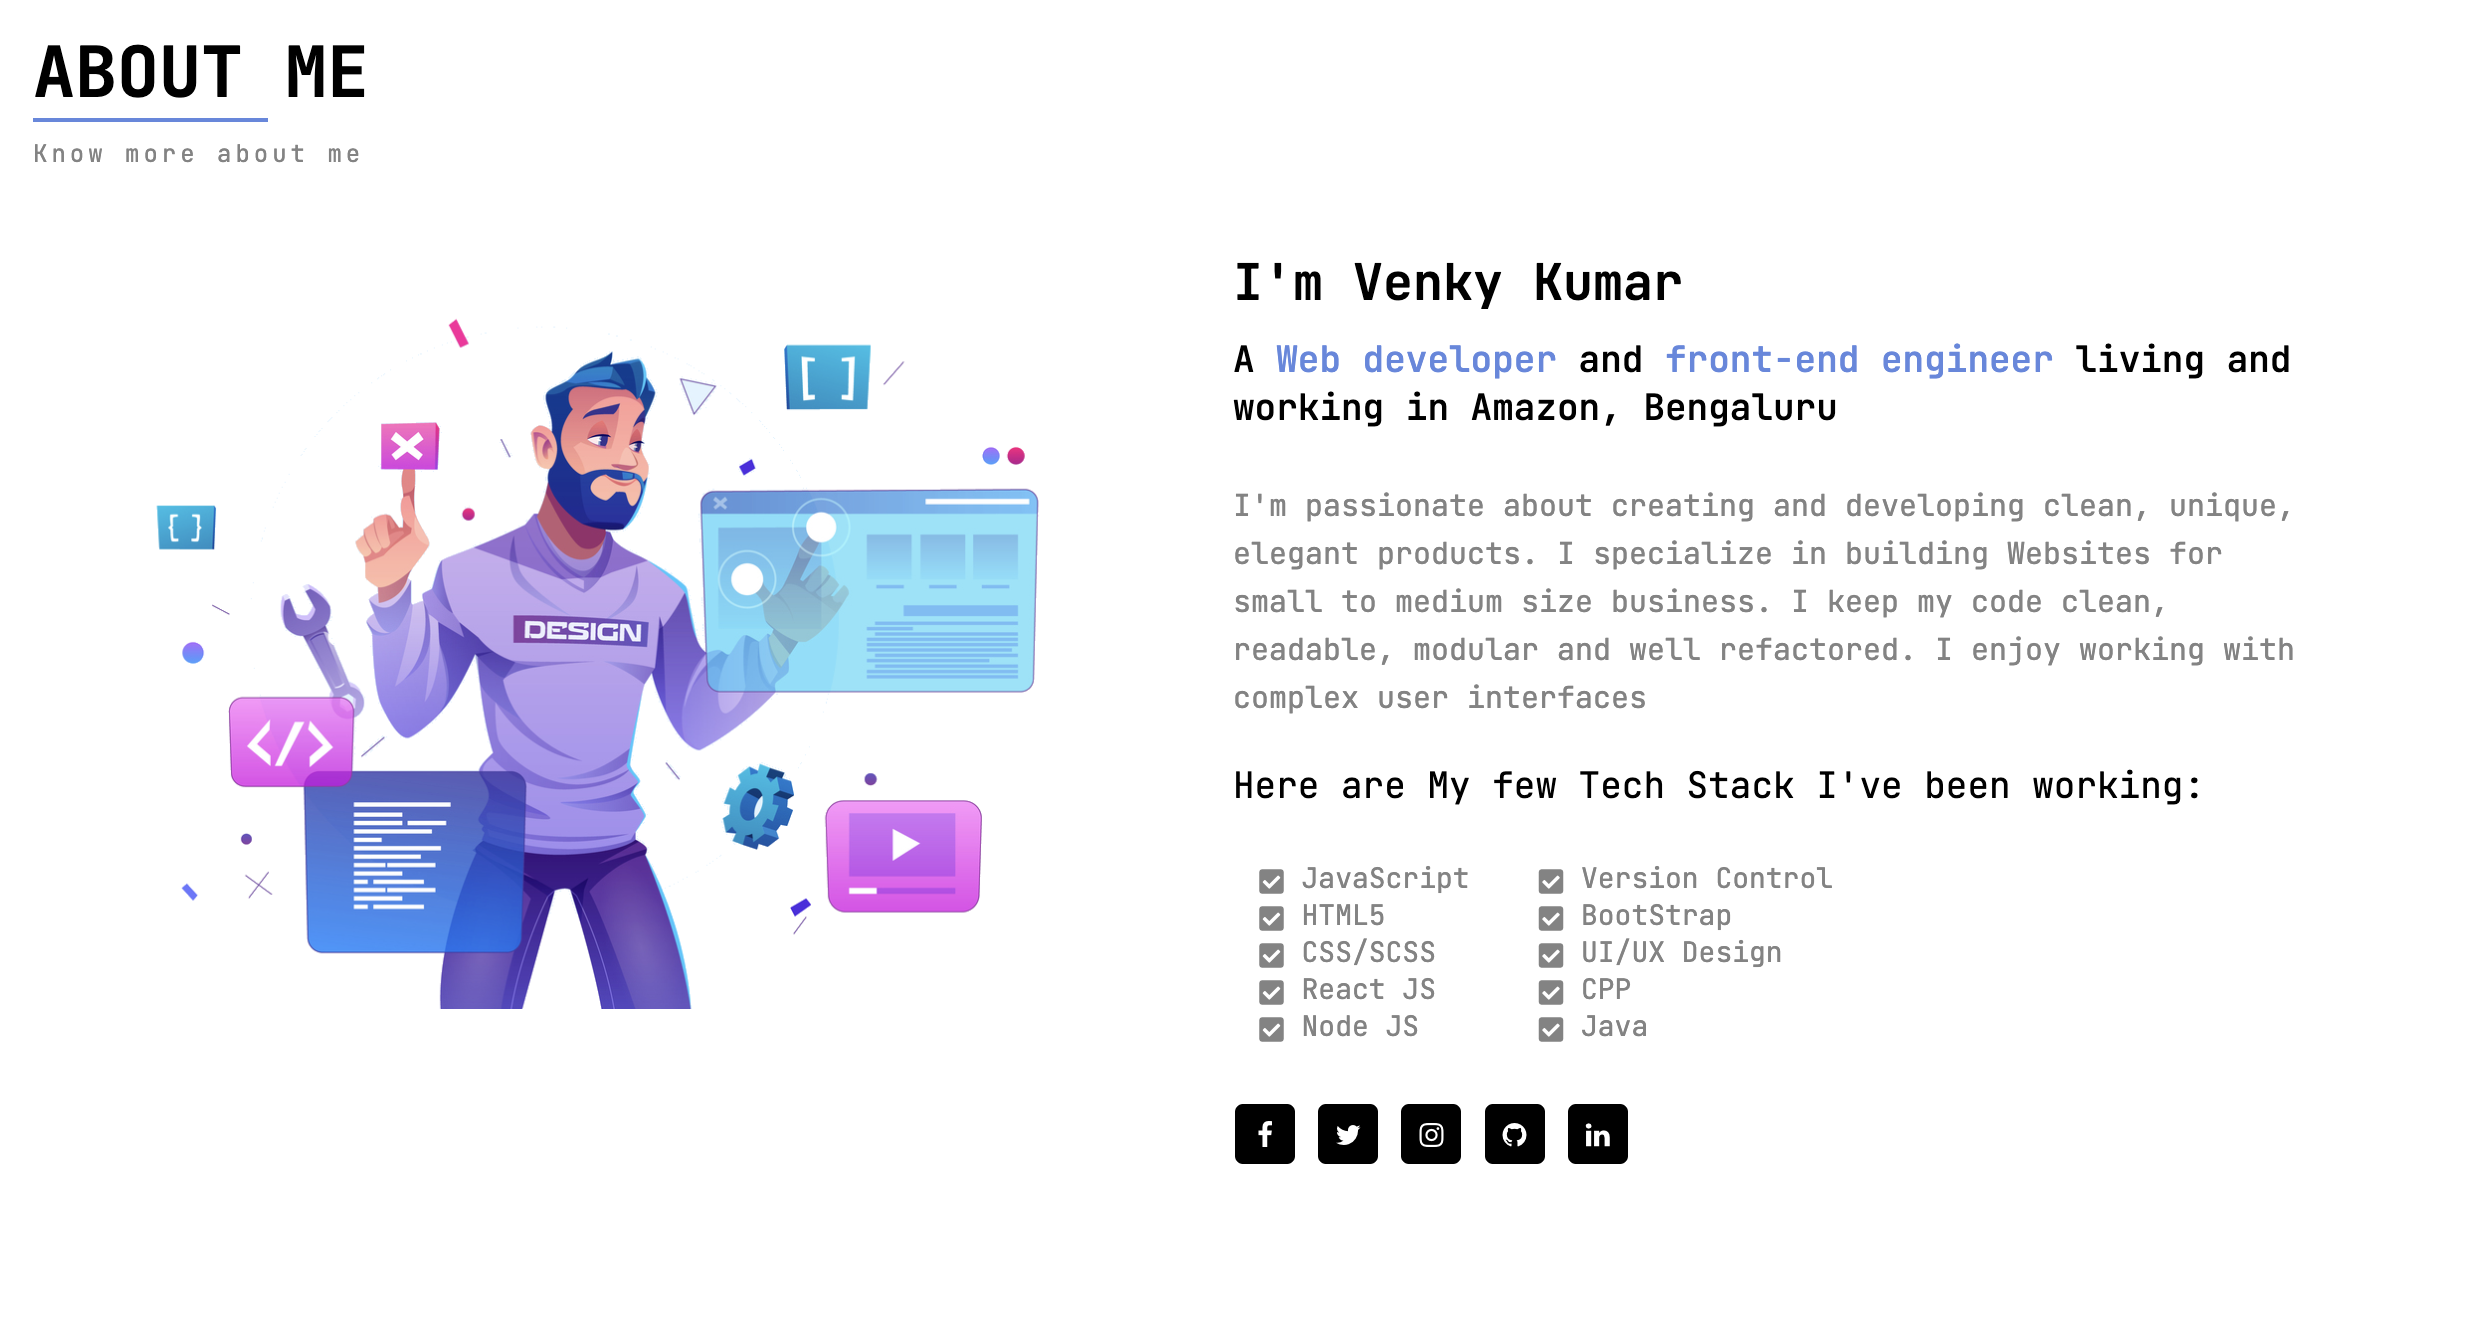 ABOUT ME
Know more about me
I'm Venky Kumar
A Web developer and front-end engineer living and
working in Amazon, Bengaluru
I'm passionate about creating and developing clean, unique,
elegant products. I specialize in building Websites for
small to medium size business. I keep my code clean,
readable, modular and well refactored. I enjoy working with
complex user interfaces
Here are My few Tech Stack I've been working:
JavaScript
HTML5
CSS/SCSS
React JS
Node JS
Version Control
BootStrap
UI/UX Design
CPP
Java
[ ]
{ }
DESIGN
</>